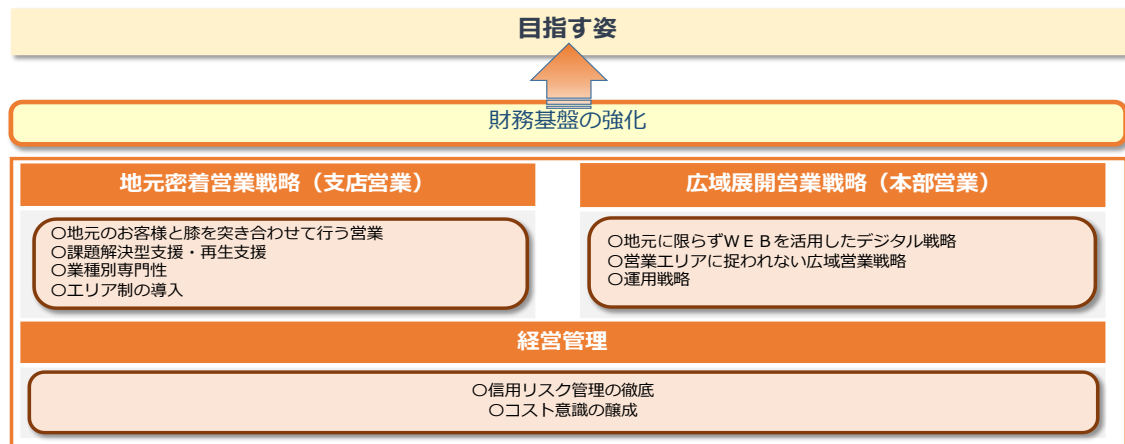 目指す姿
財務基盤の強化
地元密着営業戦略（支店営業）
〇地元のお客様と膝を突き合わせて行う営業
〇課題解決型支援・再生支援
〇業種別専門性
〇エリア制の導入
広域展開営業戦略（本部営業）
〇地元に限らずＷＥＢを活用したデジタル戦略
〇営業エリアに捉われない広域営業戦略
〇運用戦略
経営管理
〇信用リスク管理の徹底
〇コスト意識の醸成